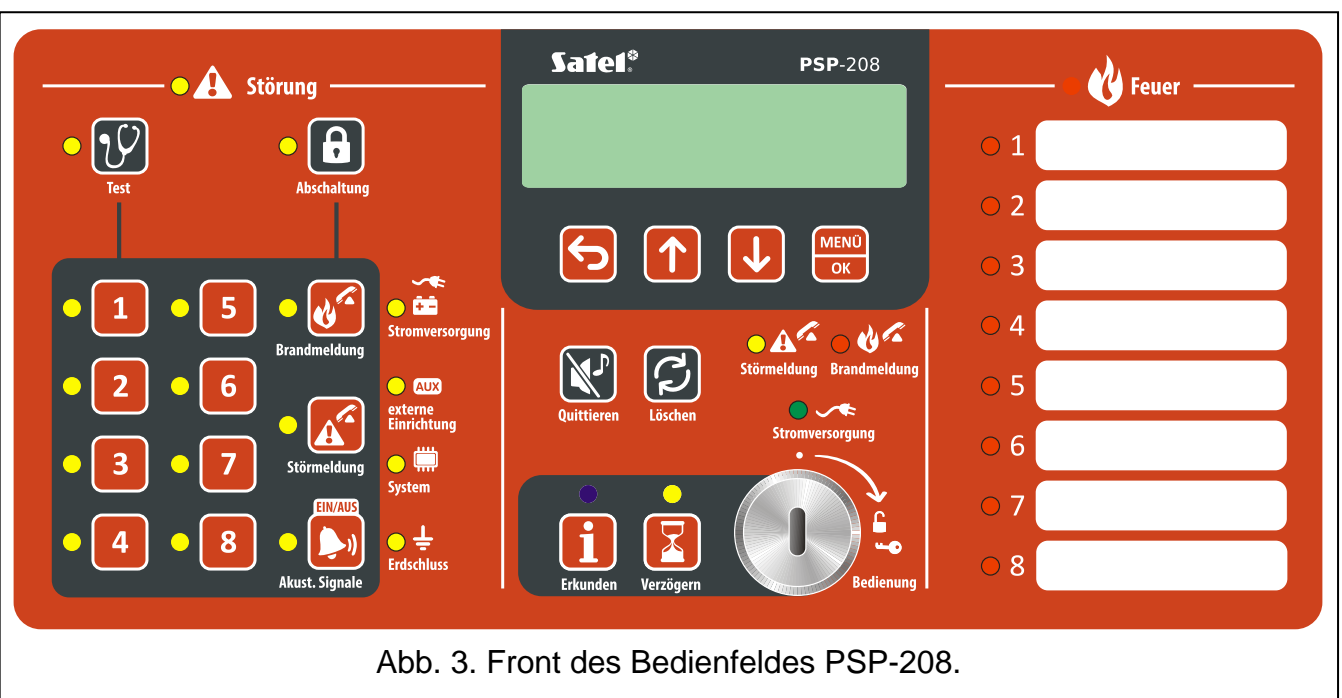 Störung
Test
Abschaltung
1
5
Brandmeldung
2
6
3
7
Störmeldung
EIN/AUS
4
8
Akust. Signale
Stromversorgung
AUX
externe
Einrichtung
System
Erdschluss
Satel®
PSP-208
MENÜ
OK
Quittieren
Löschen
Störmeldung
Brandmeldung
Stromversorgung
Erkunden
Verzögern
Bedienung
Feuer
1
2
3
4
5
6
7
8
Abb. 3. Front des Bedienfeldes PSP-208.